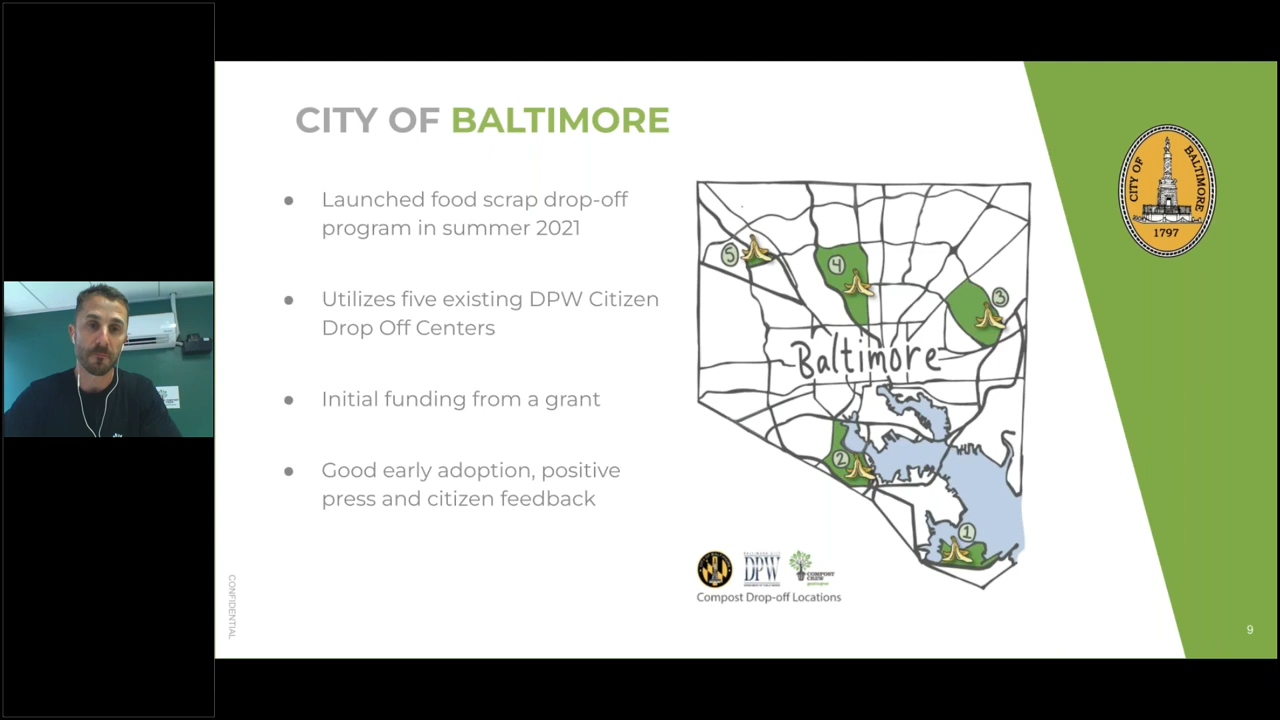 CITY OF BALTIMORE
● Launched food scrap drop-off
program in summer 2021
● Utilizes five existing DPW Citizen
Drop Off Centers
● Initial funding from a grant
● Good early adoption, positive
press and citizen feedback
CITY OF BALTIMORE
1797
5
4
3
Baltimore
2
1
DPW
COMPOST
CREW
Compost Drop-off Locations
CONFIDENTIAL
9